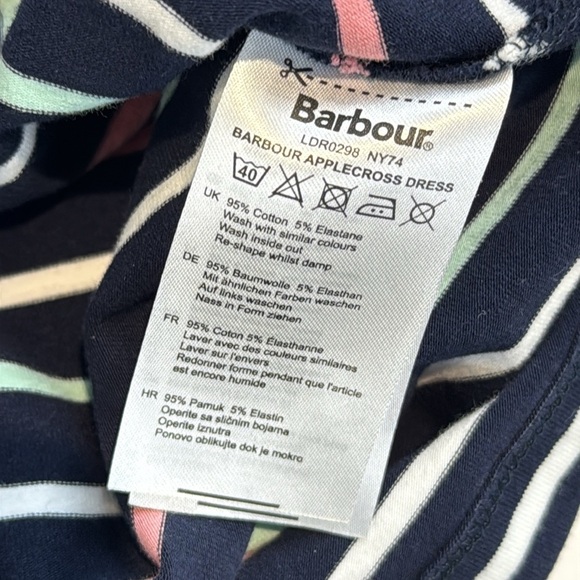 Barbour®
LDR0298 NY74
BARBOUR APPLECROSS DRESS
40
UK 95% Cotton 5% Elastane
Wash with similar colours
Wash inside out
Re-shape whilst damp
DE 95% Baumwolle 5% Elasthan
Mit ähnlichen Farben waschen
Auf links waschen
Nass in Form ziehen
FR 95% Coton 5% Elasthanne
Laver avec des couleurs similaires
Laver sur l'envers
Redonner forme pendant que l'article
est encore humide
HR 95% Pamuk 5% Elastin
Operite sa sličnim bojama
Operite iznutra
Ponovo oblikujte dok je mokro